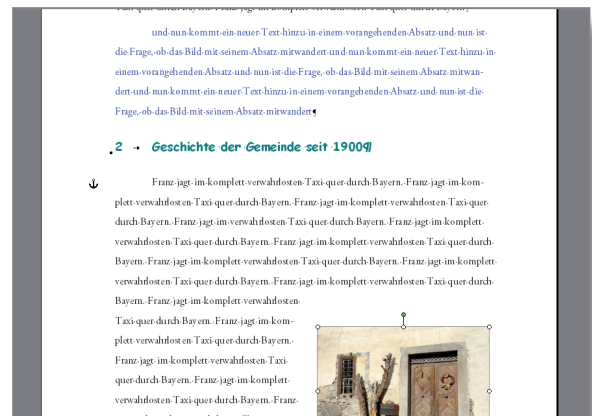 und·nun·kommt·ein·neuer·Text·hinzu·in·einem·vorangehenden·Absatz·und·nun·ist·
die·Frage,·ob·das·Bild·mit·seinem·Absatz·mitwandert·und·nun·kommt·ein·neuer·Text·hinzu·in·
einem·vorangehenden·Absatz·und·nun·ist·die·Frage,·ob·das·Bild·mit·seinem·Absatz·mitwan-
dert·und·nun·kommt·ein·neuer·Text·hinzu·in·einem·vorangehenden·Absatz·und·nun·ist·die·
Frage,·ob·das·Bild·mit·seinem·Absatz·mitwandert¶
2 → Geschichte·der·Gemeinde·seit·1900¶
Franz·jagt·im·komplett·verwahrlosten·Taxi·quer·durch·Bayern.·Franz·jagt·im·kom-
plett·verwahrlosten·Taxi·quer·durch·Bayern.·Franz·jagt·im·komplett·verwahrlosten·Taxi·quer·
durch·Bayern.·Franz·jagt·im·verwahrlosten·Taxi·quer·durch·Bayern.·Franz·jagt·im·komplett·
verwahrlosten·Taxi·quer·durch·Bayern.·Franz·jagt·im·komplett·verwahrlosten·Taxi·quer·durch·
Bayern.·Franz·jagt·im·komplett·verwahrlosten·Taxi·quer·durch·Bayern.·Franz·jagt·im·komplett·
verwahrlosten·Taxi·quer·durch·Bayern.·Franz·jagt·im·komplett·verwahrlosten·Taxi·quer·durch·
Bayern.·Franz·jagt·im·komplett·verwahrlosten·
Taxi·quer·durch·Bayern.·Franz·jagt·im·kom-
plett·verwahrlosten·Taxi·quer·durch·Bayern.·
Franz·jagt·im·komplett·verwahrlosten·Taxi·
quer·durch·Bayern.·Franz·jagt·im·komplett·
verwahrlosten·Taxi·quer·durch·Bayern.·Franz·